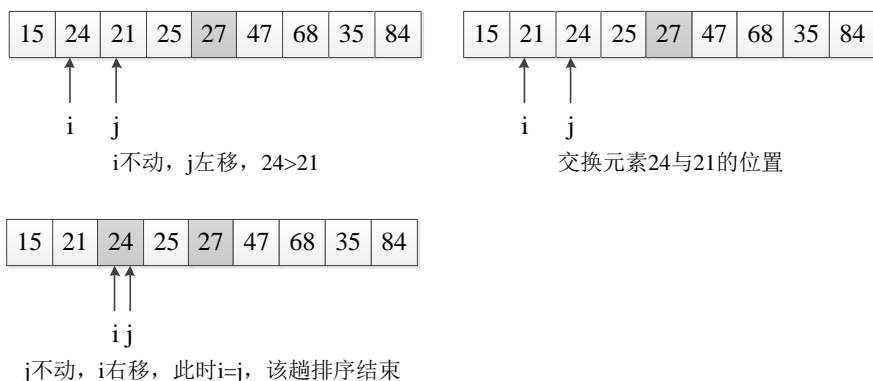 15 24 21 25 27 47 68 35 84
i j
i不动，j左移，24>21
15 21 24 25 27 47 68 35 84
i j
交换元素24与21的位置
15 21 24 25 27 47 68 35 84
i j
j不动，i右移，此时i=j，该趟排序结束